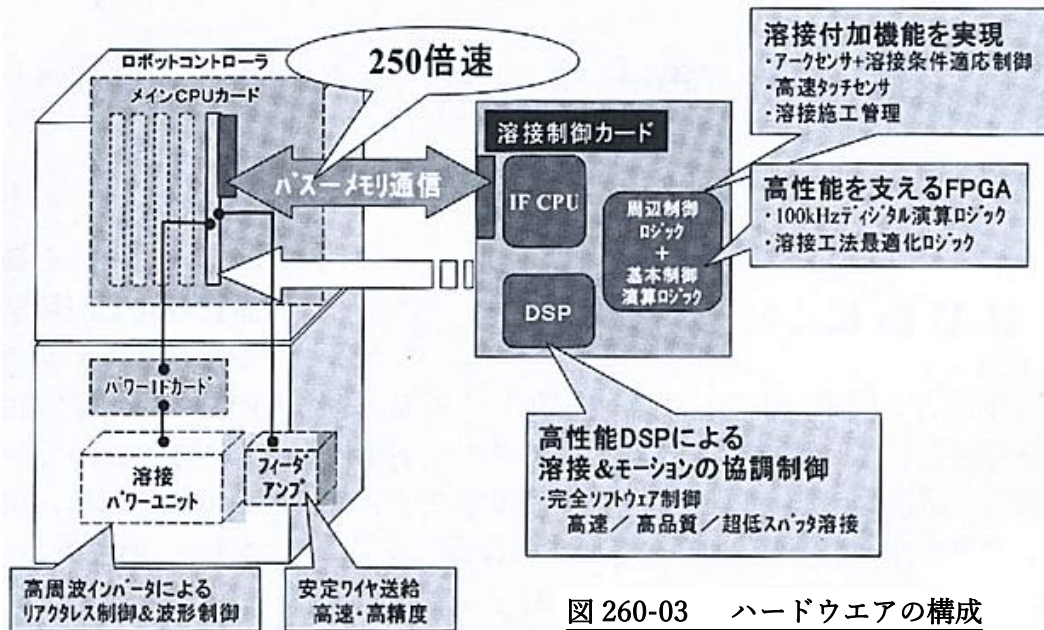 ロボットコントローラ
メインCPUカード
250倍速
バスーメモリ通信
溶接制御カード
IF CPU
DSP
周辺制御
ロジック
+
基本制御
演算ロジック
溶接付加機能を実現
・アークセンサ+溶接条件適応制御
・高速タッチセンサ
・溶接施工管理
高性能を支えるFPGA
・100kHzディジタル演算ロジック
・溶接工法最適化ロジック
高性能DSPによる
溶接&モーションの協調制御
・完全ソフトウェア制御
高速／高品質／超低スパッタ溶接
パワーIFカード
溶接
パワーユニット
フィーダ
アンプ
高周波インバータによる
リアクタレス制御&波形制御
安定ワイヤ送給
高速・高精度
図 260-03 ハードウエアの構成